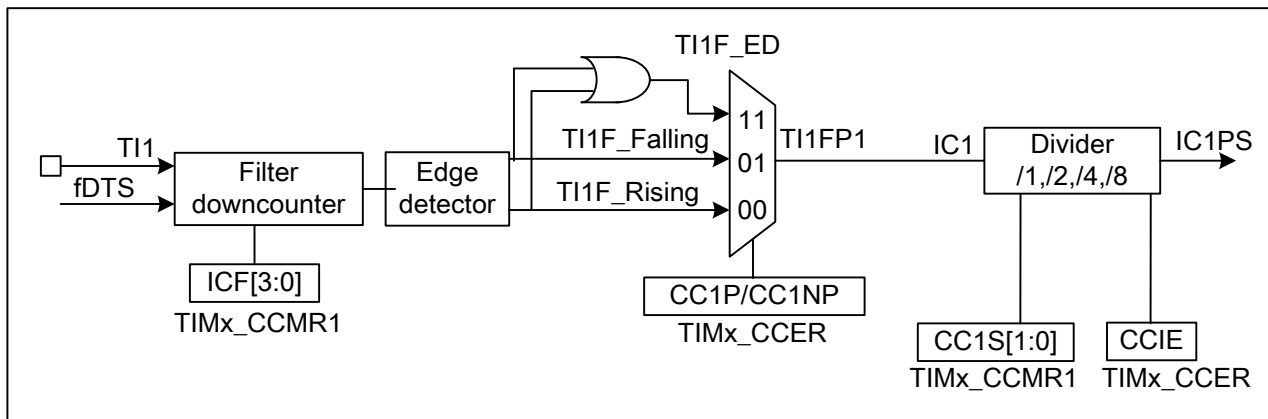 TI1F_ED
TI1
fDTS
Filter
downcounter
Edge
detector
TI1F_Falling
TI1F_Rising
11
01
00
TI1FP1
IC1
Divider
/1,/2,/4,/8
IC1PS
ICF[3:0]
TIMx_CCMR1
CC1P/CC1NP
TIMx_CCER
CC1S[1:0]
TIMx_CCMR1
CCIE
TIMx_CCER